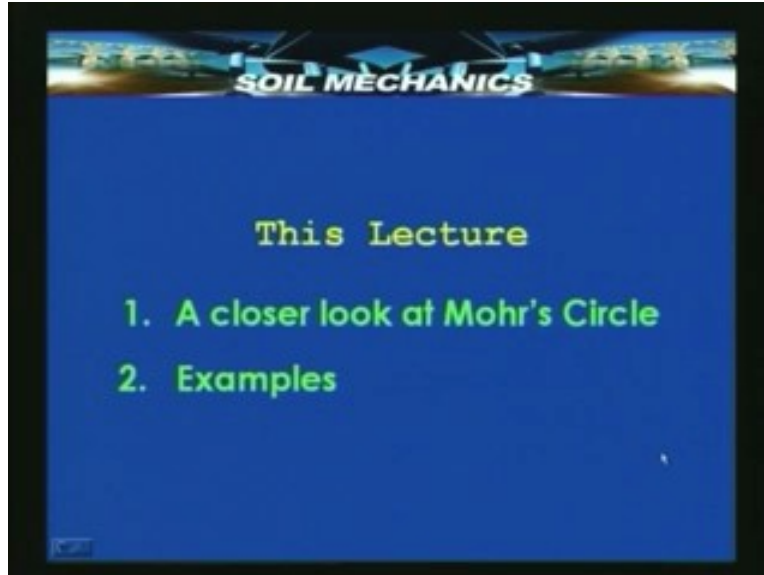 SOIL MECHANICS
This Lecture
1. A closer look at Mohr's Circle
2. Examples